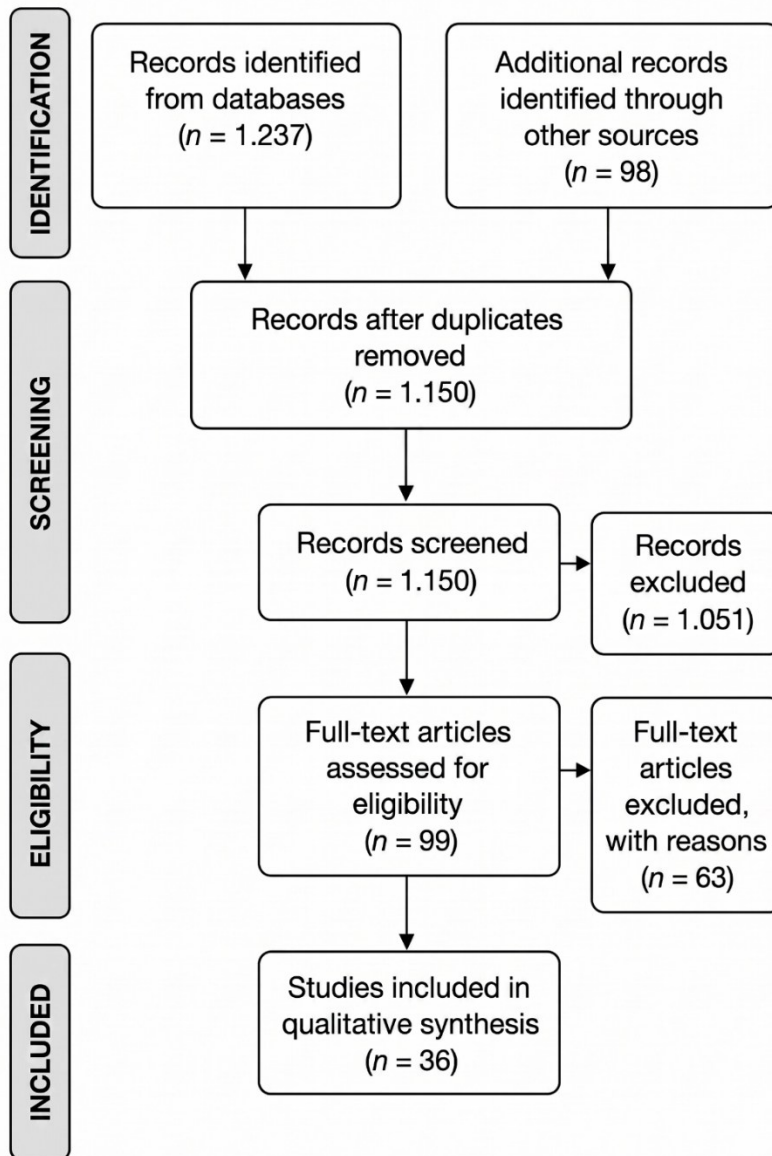 IDENTIFICATION
Records identified
from databases
(n = 1.237)
Additional records
identified through
other sources
(n = 98)
SCREENING
Records after duplicates
removed
(n = 1.150)
Records screened
(n = 1.150)
Records
excluded
(n = 1.051)
ELIGIBILITY
Full-text articles
assessed for
eligibility
(n = 99)
Full-text
articles
excluded,
with reasons
(n = 63)
INCLUDED
Studies included in
qualitative synthesis
(n = 36)